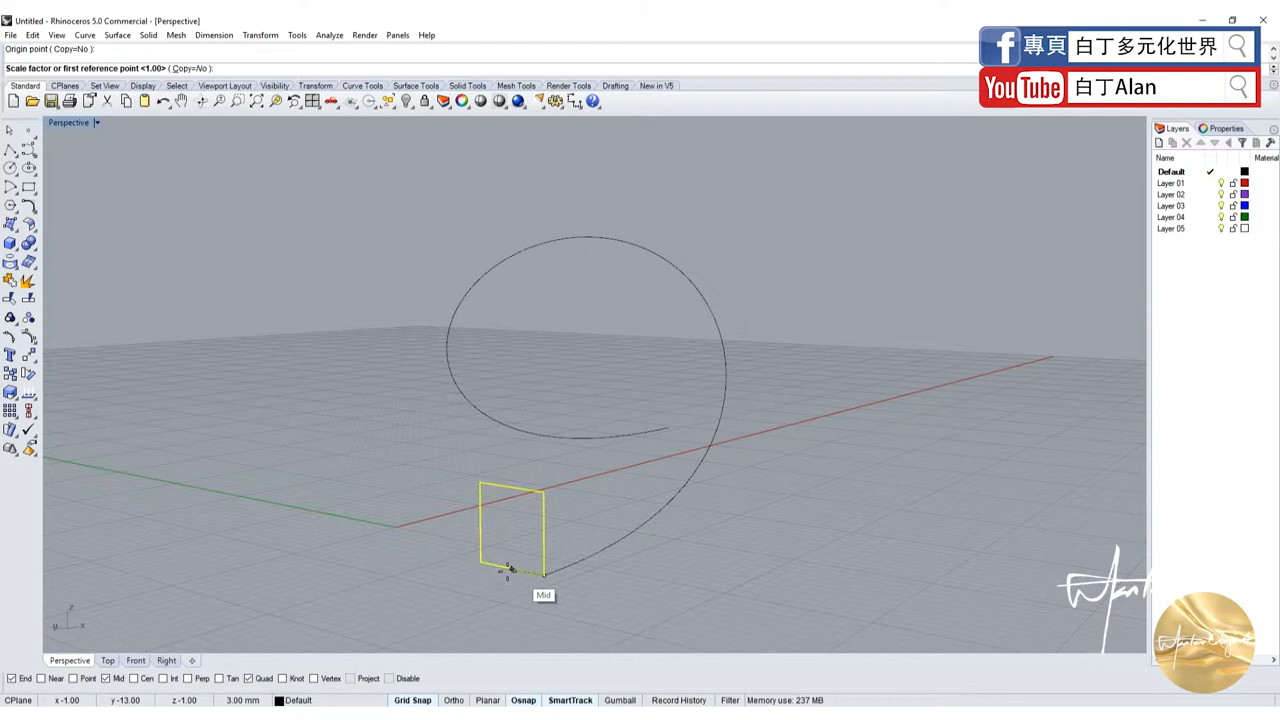 Untitled - Rhinoceros 5.0 Commercial - [Perspective]
File Edit View Curve Surface Solid Mesh Dimension Transform Tools Analyze Render Panels Help
Origin point ( Copy=No ):
Scale factor or first reference point <1.00> ( Copy=No ):
專頁 白丁多元化世界
YouTube 白丁Alan
Standard CPlanes Set View Display Select Viewport Layout Visibility Transform Curve Tools Surface Tools Solid Tools Mesh Tools Render Tools Drafting New in V5
Perspective
Layers Properties
Name Material
Default
Layer 01
Layer 02
Layer 03
Layer 04
Layer 05
Mid
z
y x
Perspective Top Front Right
End Near Point Mid Cen Int Perp Tan Quad Knot Vertex Project Disable
CPlane x -1.00 y -13.00 z -1.00 3.00 mm Default Grid Snap Ortho Planar Osnap SmartTrack Gumball Record History Filter Memory use: 237 MB